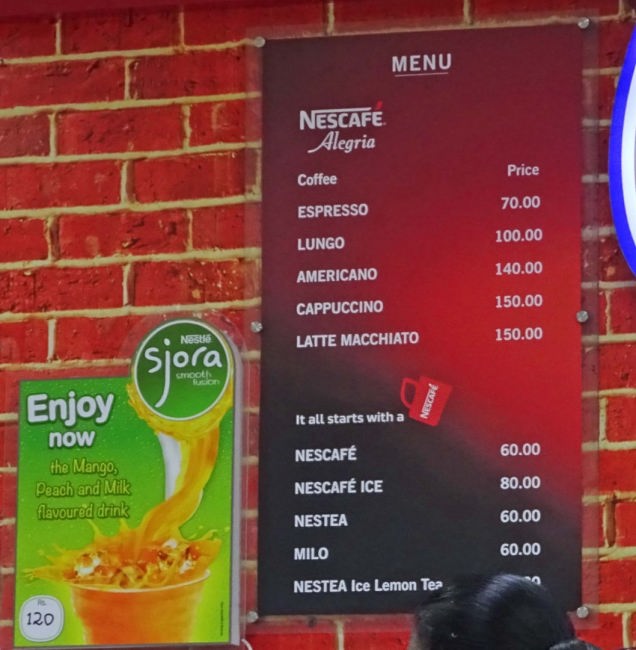 MENU
NESCAFÉ
Alegria
Coffee Price
ESPRESSO 70.00
LUNGO 100.00
AMERICANO 140.00
CAPPUCCINO 150.00
LATTE MACCHIATO 150.00
It all starts with a NESCAFÉ
NESCAFÉ 60.00
NESCAFÉ ICE 80.00
NESTEA 60.00
MILO 60.00
NESTEA Ice Lemon Tea
Nestlé
sjora
smooth
fusion
Enjoy
now
the Mango,
Peach and Milk
flavoured drink
Rs.
120